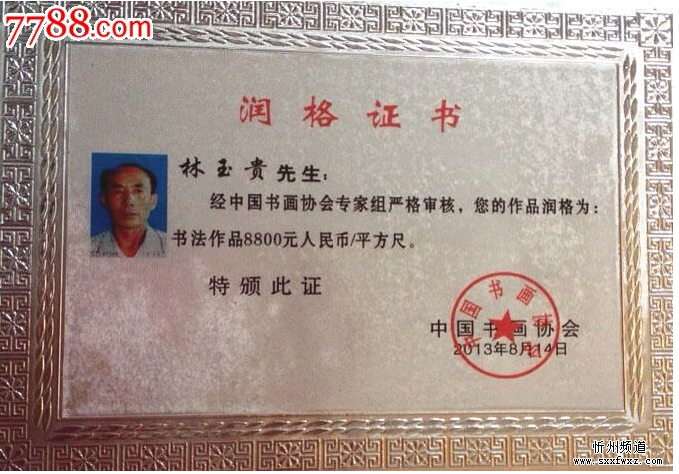 7788.com
润格证书
林玉贵先生：
经中国书画协会专家组严格审核，您的作品润格为：
书法作品8800元人民币/平方尺。
特颁此证
中国书画协会
中国书画协会
2013年8月14日
忻州频道
www.sxxfwxz.com